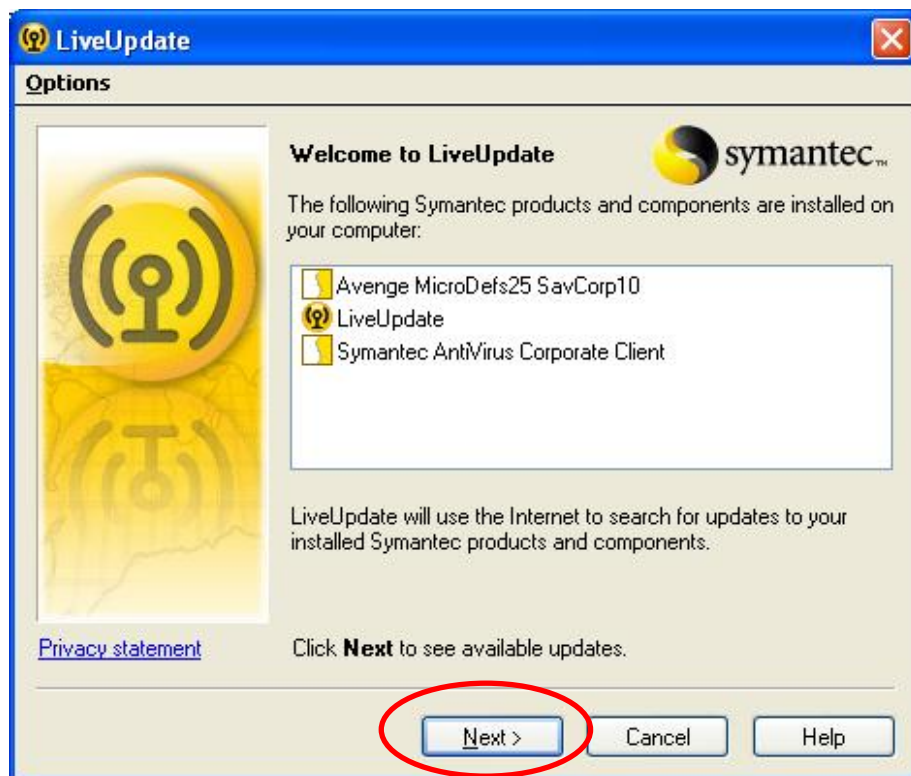 LiveUpdate
Options
Welcome to LiveUpdate
symantec™
The following Symantec products and components are installed on
your computer:
Avenge MicroDefs25 SavCorp10
LiveUpdate
Symantec AntiVirus Corporate Client
LiveUpdate will use the Internet to search for updates to your
installed Symantec products and components.
Privacy statement
Click Next to see available updates.
Next >
Cancel
Help